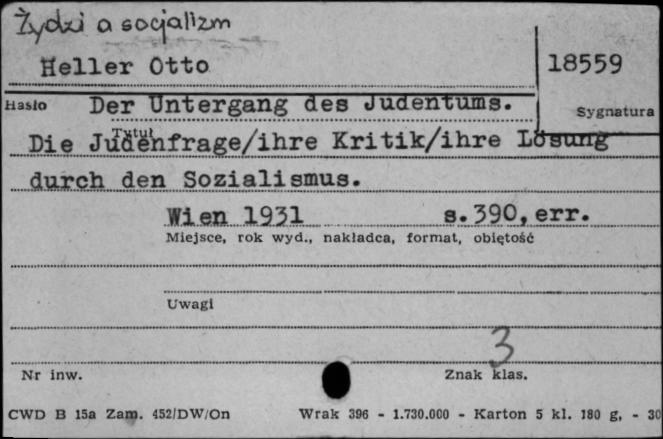 Żydzi a socjalizm
Heller Otto
18559
Hasło Der Untergang des Judentums.
Sygnatura
Tytuł
Die Judenfrage/ihre Kritik/ihre Lösung
durch den Sozialismus.
Wien 1931 s.390, err.
Miejsce, rok wyd., nakładca, format, objętość
Uwagi
3
Nr inw. Znak klas.
CWD B 15a Zam. 452/DW/On Wrak 396 - 1.730.000 - Karton 5 kl. 180 g, - 30